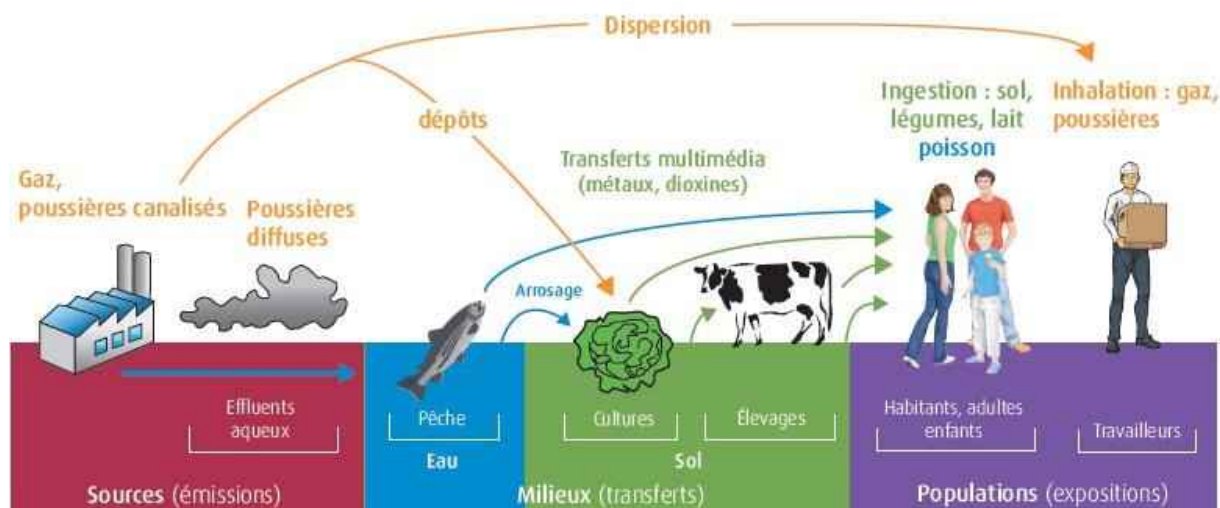 Dispersion
dépôts
Ingestion : sol,
légumes, lait
poisson
Inhalation : gaz,
poussières
Transferts multimédia
(métaux, dioxines)
Gaz,
poussières canalisés
Poussières
diffuses
Arrosage
Effluents
aqueux
Pêche
Cultures
Élevages
Habitants, adultes
enfants
Travailleurs
Eau
Sol
Sources (émissions)
Milieux (transferts)
Populations (expositions)